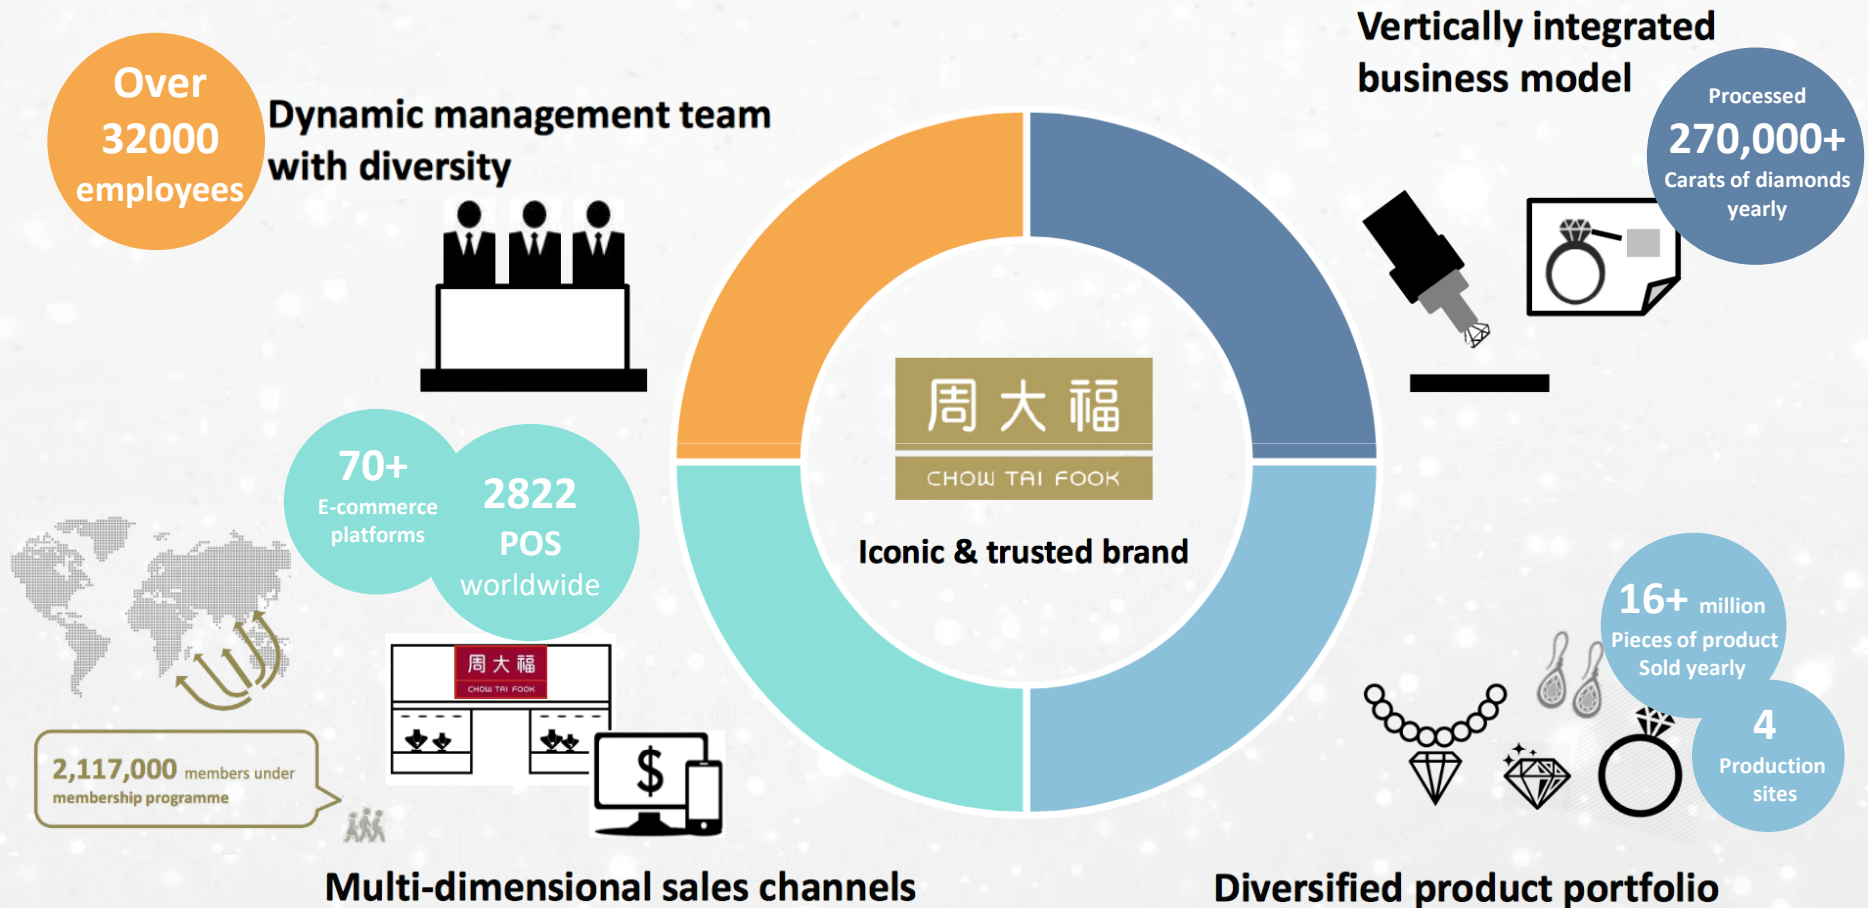 Over
32000
employees
Dynamic management team
with diversity
Vertically integrated
business model
Processed
270,000+
Carats of diamonds
yearly
周大福
CHOW TAI FOOK
Iconic & trusted brand
70+
E-commerce
platforms
2822
POS
worldwide
周大福
CHOW TAI FOOK
$
2,117,000 members under
membership programme
Multi-dimensional sales channels
16+ million
Pieces of product
Sold yearly
4
Production
sites
Diversified product portfolio